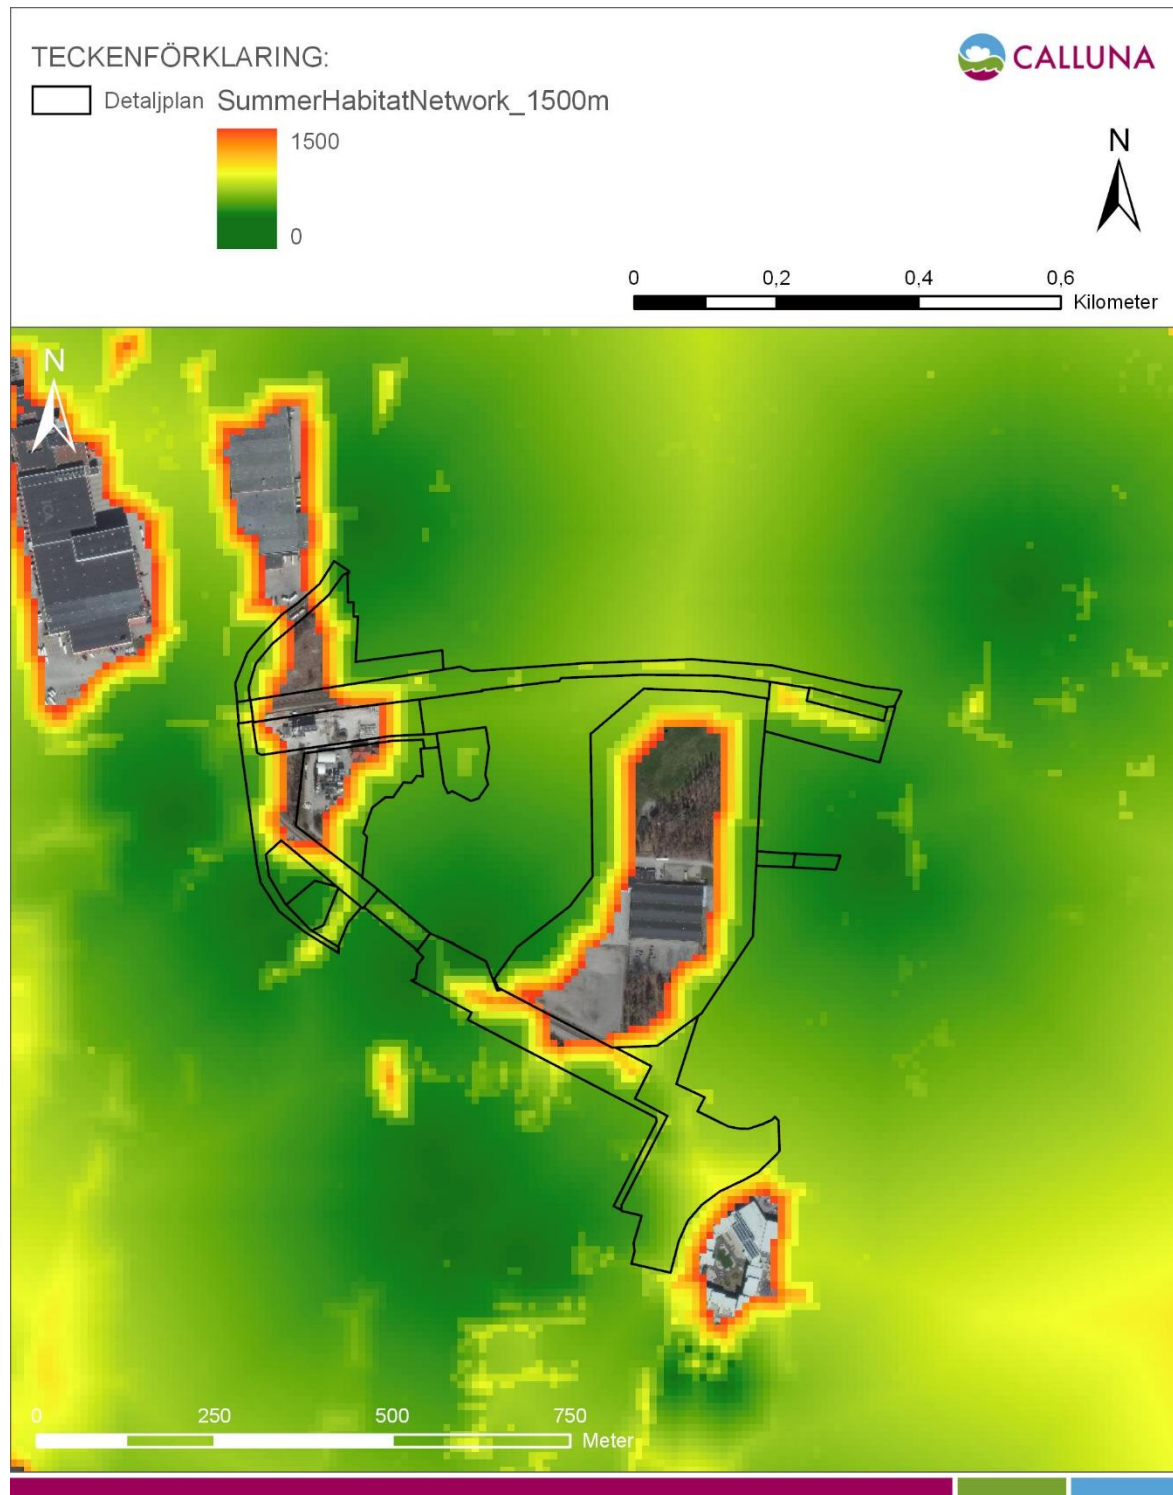 TECKENFÖRKLARING:
CALLUNA
Detaljplan SummerHabitatNetwork_1500m
1500
0
N
0 0,2 0,4 0,6
Kilometer
N
ICA
0 250 500 750
Meter